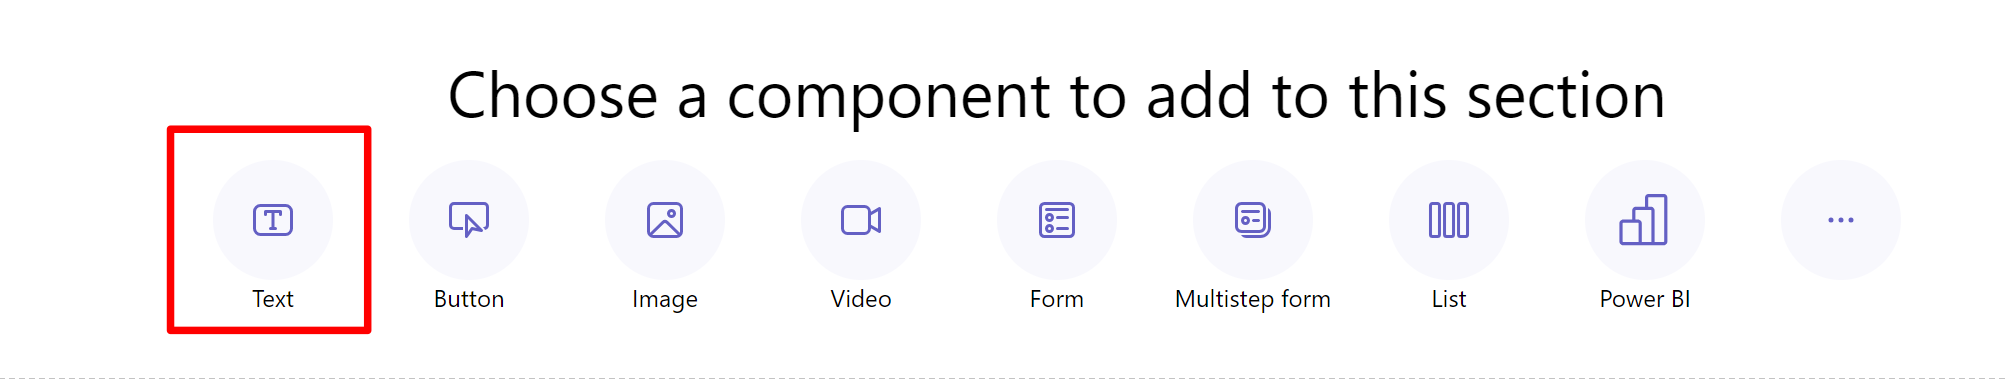 Choose a component to add to this section
Text
Button
Image
Video
Form
Multistep form
List
Power BI